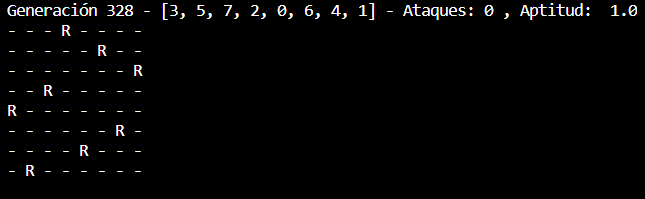 Generación 328 - [3, 5, 7, 2, 0, 6, 4, 1] - Ataques: 0 , Aptitud:  1.0
- - - R - - - -
- - - - - R - -
- - - - - - - R
- - R - - - - -
R - - - - - - -
- - - - - - R -
- - - - R - - -
- R - - - - - -